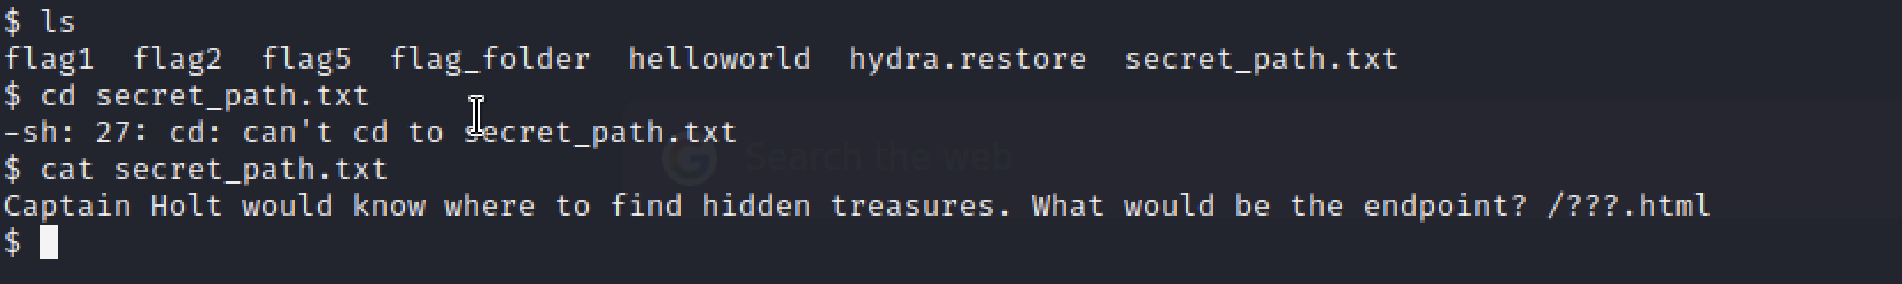 $ ls
flag1  flag2  flag5  flag_folder  helloworld  hydra.restore  secret_path.txt
$ cd secret_path.txt
-sh: 27: cd: can't cd to secret_path.txt
Search the web
$ cat secret_path.txt
Captain Holt would know where to find hidden treasures. What would be the endpoint? /???.html
$